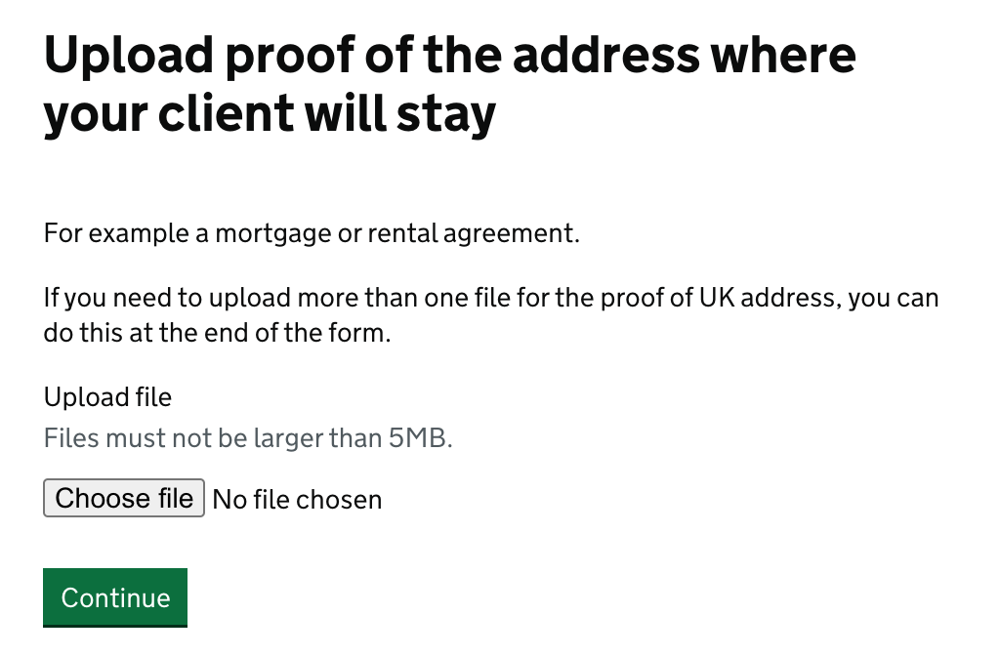 Upload proof of the address where
your client will stay
For example a mortgage or rental agreement.
If you need to upload more than one file for the proof of UK address, you can
do this at the end of the form.
Upload file
Files must not be larger than 5MB.
Choose file No file chosen
Continue